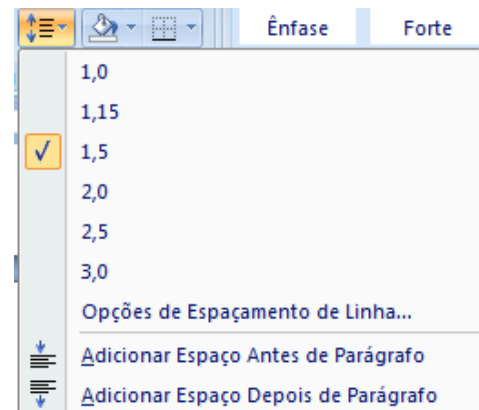 Ênfase Forte
1,0
1,15
1,5
2,0
2,5
3,0
Opções de Espaçamento de Linha...
Adicionar Espaço Antes de Parágrafo
Adicionar Espaço Depois de Parágrafo